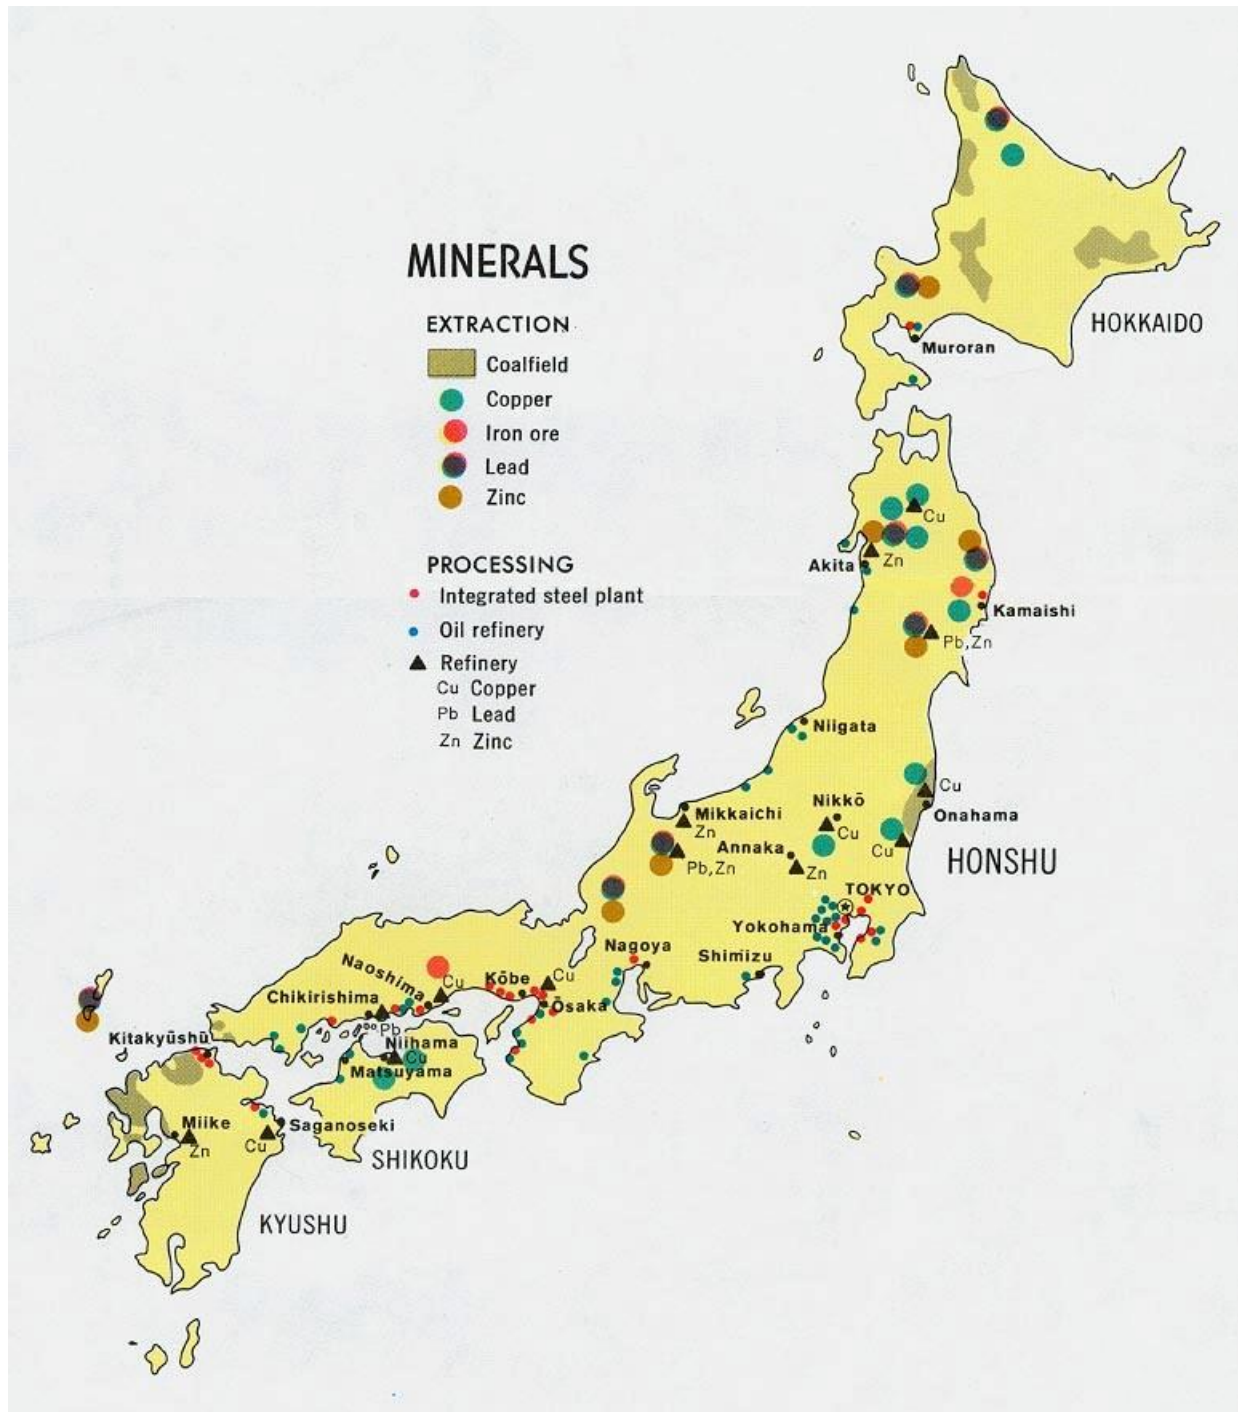 MINERALS
EXTRACTION
Coalfield
Copper
Iron ore
Lead
Zinc
PROCESSING
Integrated steel plant
Oil refinery
Refinery
Cu Copper
Pb Lead
Zn Zinc
HOKKAIDO
Muroran
Cu
Zn
Akita
Kamaishi
Pb,Zn
Niigata
Cu
Onahama
Nikkō
Cu
Mikkaichi
Zn
Annaka
Cu
Pb,Zn
Zn
HONSHU
TOKYO
Yokohama
Nagoya
Shimizu
Naoshima
Cu
Kōbe
Cu
Chikirishima
Ōsaka
Pb
Kitakyūshū
Niihama
Cu
Matsuyama
Miike
Zn
Saganoseki
Cu
SHIKOKU
KYUSHU